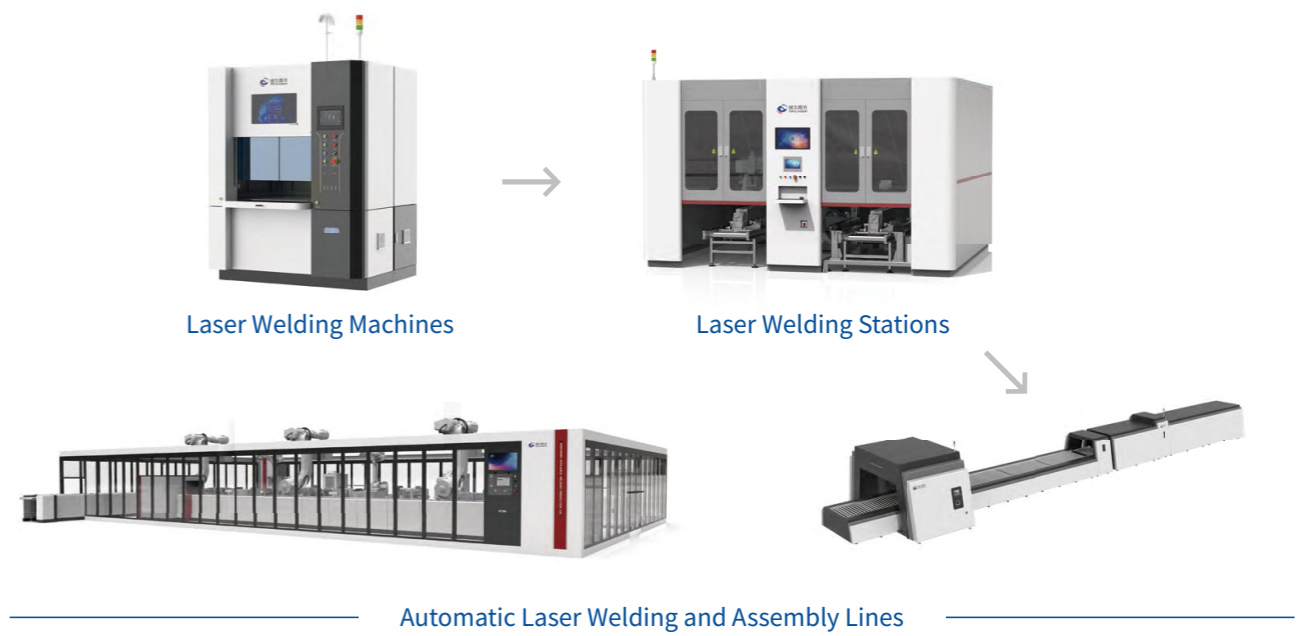 Laser Welding Machines
Laser Welding Stations
Automatic Laser Welding and Assembly Lines